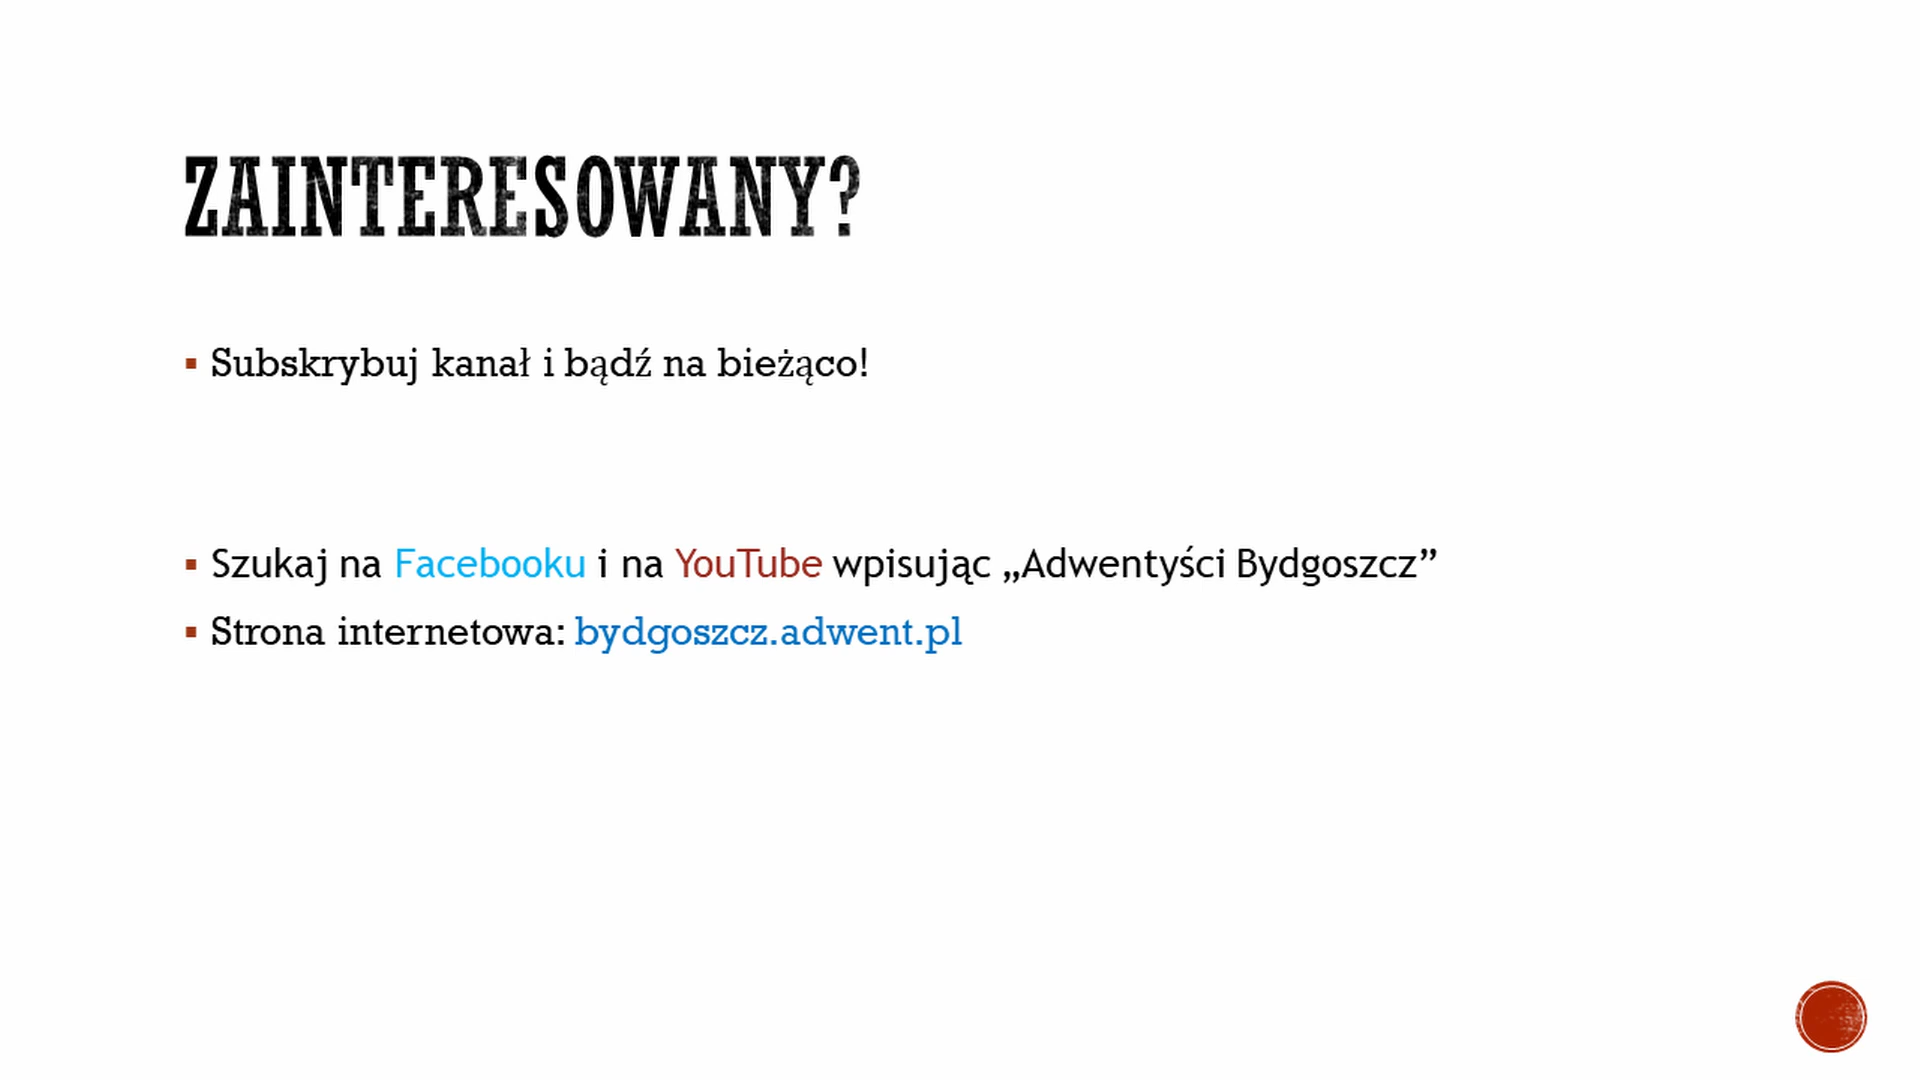 ZAINTERESOWANY?
▪ Subskrybuj kanał i bądź na bieżąco!
▪ Szukaj na Facebooku i na YouTube wpisując „Adwentyści Bydgoszcz”
▪ Strona internetowa: bydgoszcz.adwent.pl